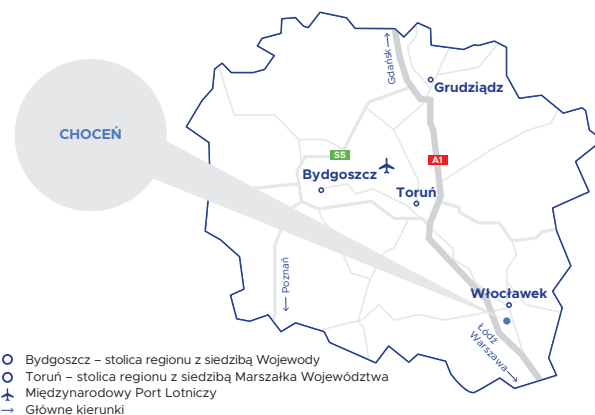 Gdańsk
Grudziądz
CHOCEŃ
S5
A1
Bydgoszcz
Toruń
Poznań
Włocławek
Łódź
Warszawa
Bydgoszcz – stolica regionu z siedzibą Wojewody
Toruń – stolica regionu z siedzibą Marszałka Województwa
Międzynarodowy Port Lotniczy
Główne kierunki